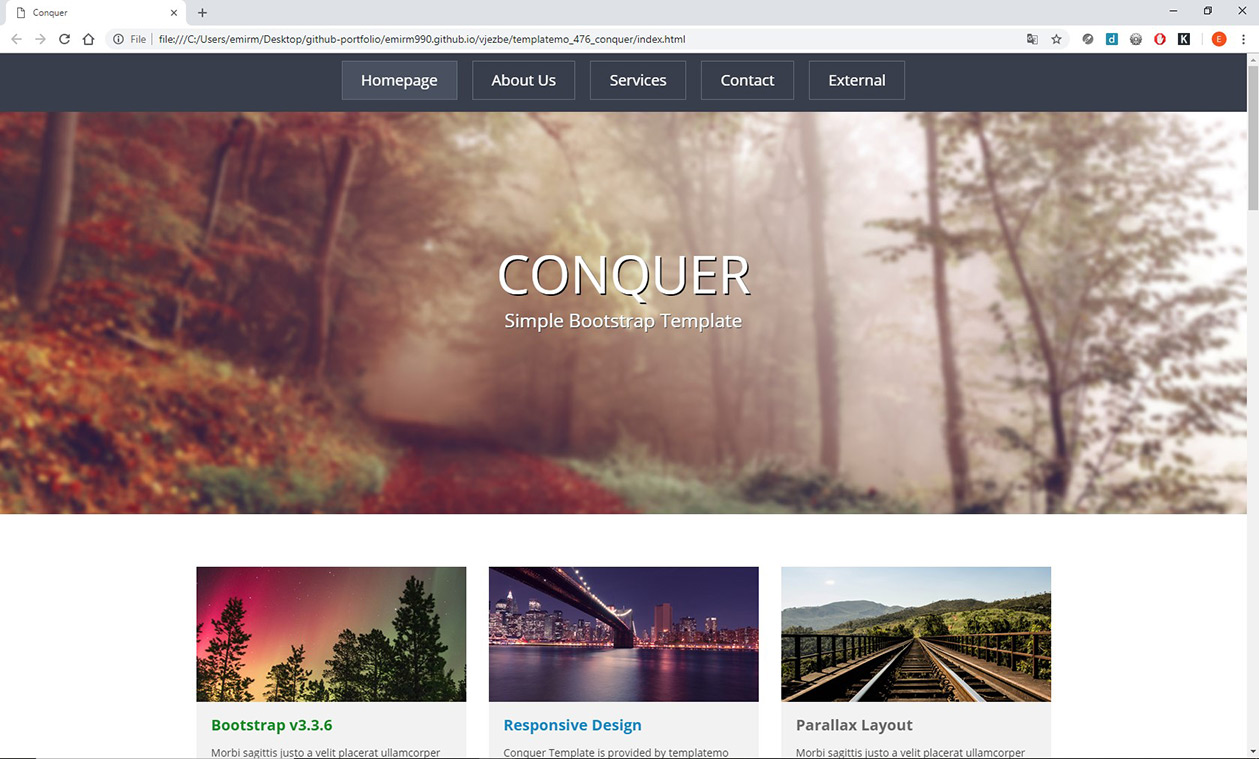 Conquer
File
file:///C:/Users/emirm/Desktop/github-portfolio/emirm990.github.io/vjezbe/templatemo_476_conquer/index.html
d
K
E
Homepage
About Us
Services
Contact
External
CONQUER
Simple Bootstrap Template
Bootstrap v3.3.6
Morbi sagittis justo a velit placerat ullamcorper
Responsive Design
Conquer Template is provided by templatemo
Parallax Layout
Morbi sagittis justo a velit placerat ullamcorper